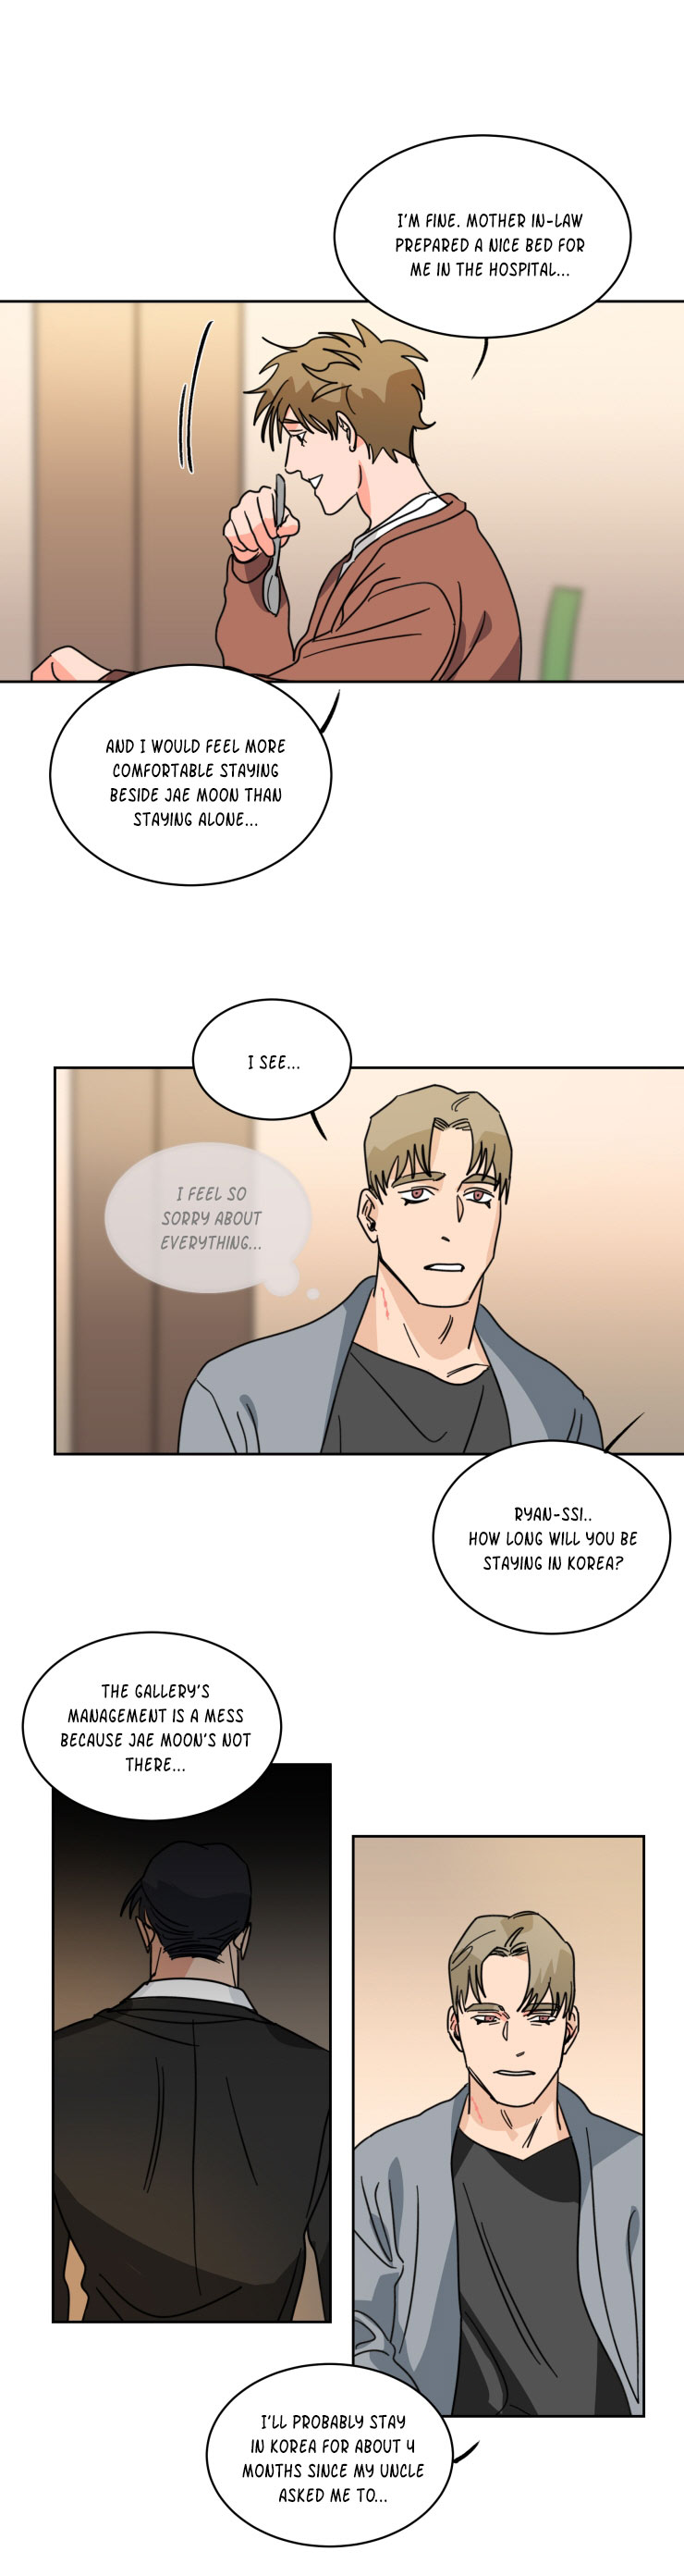 I'M FINE. MOTHER IN-LAW
PREPARED A NICE BED FOR
ME IN THE HOSPITAL...
AND I WOULD FEEL MORE
COMFORTABLE STAYING
BESIDE JAE MOON THAN
STAYING ALONE...
I SEE...
I FEEL SO
SORRY ABOUT
EVERYTHING...
RYAN-SSI..
HOW LONG WILL YOU BE
STAYING IN KOREA?
THE GALLERY'S
MANAGEMENT IS A MESS
BECAUSE JAE MOON'S NOT
THERE...
I'LL PROBABLY STAY
IN KOREA FOR ABOUT 4
MONTHS SINCE MY UNCLE
ASKED ME TO...